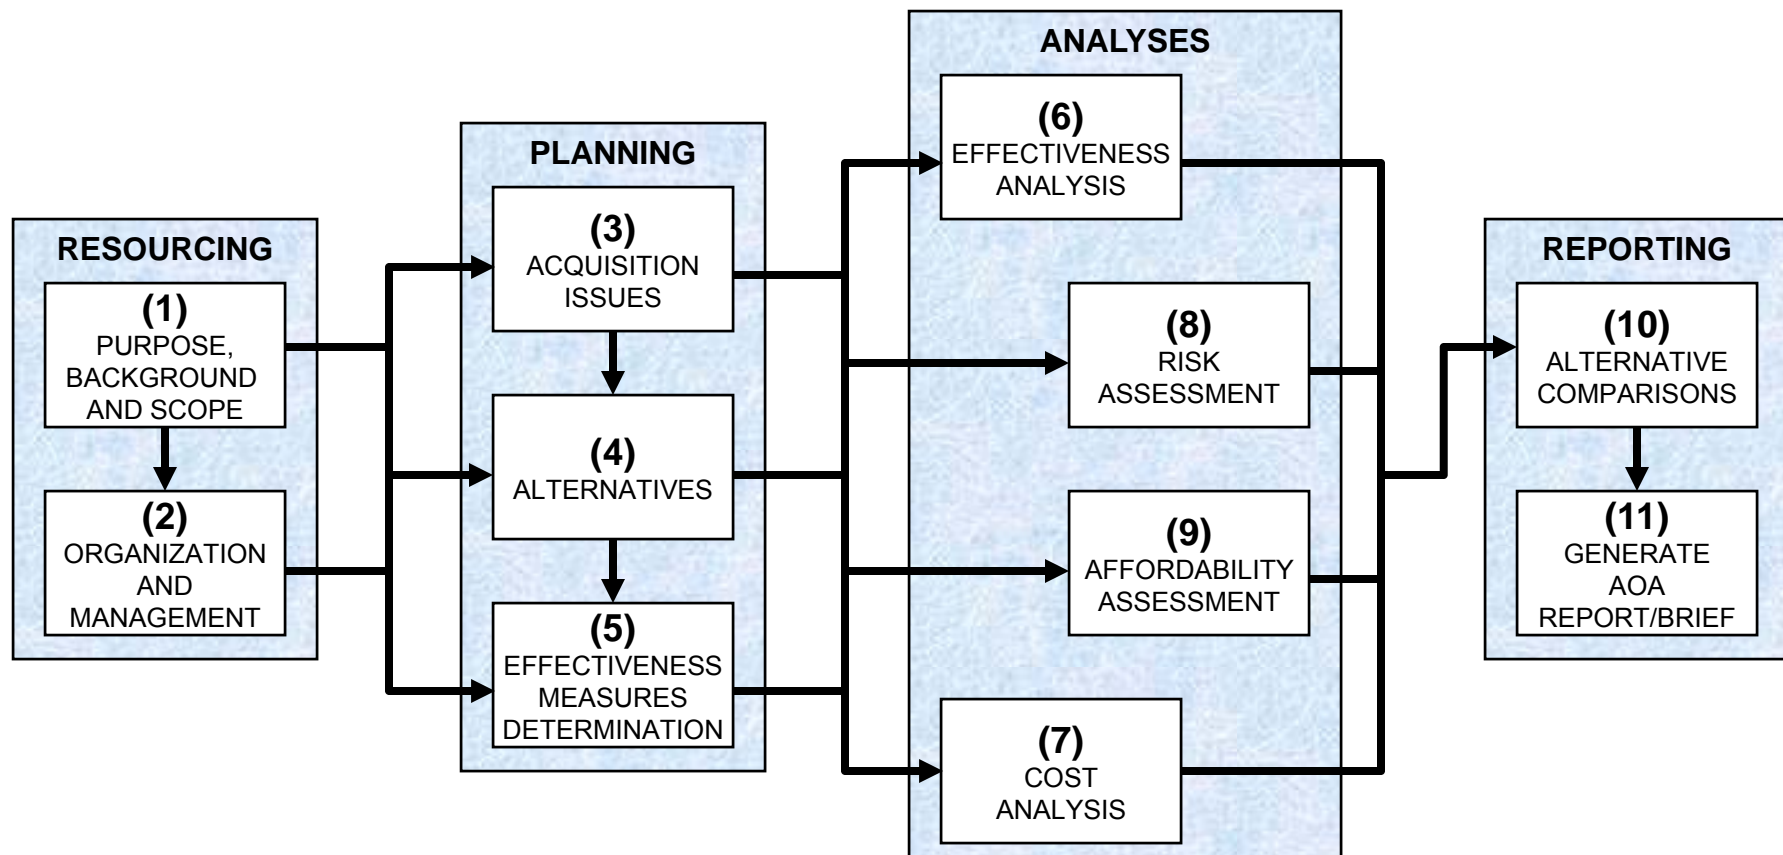 RESOURCING
(1)
PURPOSE,
BACKGROUND
AND SCOPE
(2)
ORGANIZATION
AND
MANAGEMENT
PLANNING
(3)
ACQUISITION
ISSUES
(4)
ALTERNATIVES
(5)
EFFECTIVENESS
MEASURES
DETERMINATION
ANALYSES
(6)
EFFECTIVENESS
ANALYSIS
(8)
RISK
ASSESSMENT
(9)
AFFORDABILITY
ASSESSMENT
(7)
COST
ANALYSIS
REPORTING
(10)
ALTERNATIVE
COMPARISONS
(11)
GENERATE
AOA
REPORT/BRIEF